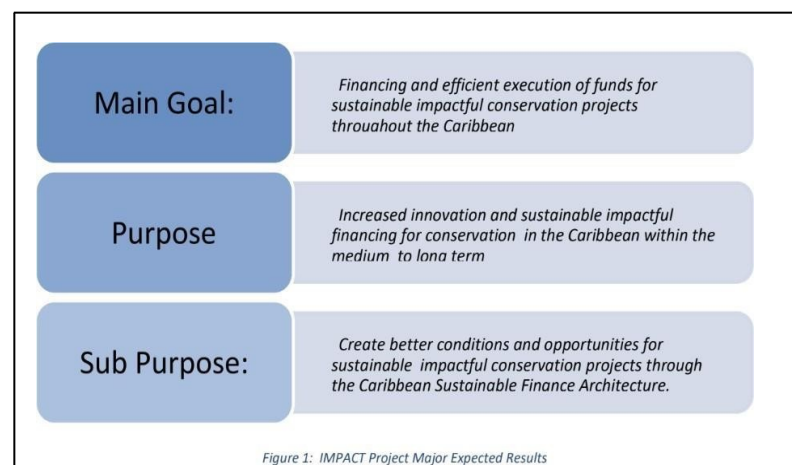 Main Goal:
Financing and efficient execution of funds for
sustainable impactful conservation projects
throughout the Caribbean
Purpose
Increased innovation and sustainable impactful
financing for conservation in the Caribbean within the
medium to long term
Sub Purpose:
Create better conditions and opportunities for
sustainable impactful conservation projects through
the Caribbean Sustainable Finance Architecture.
Figure 1: IMPACT Project Major Expected Results